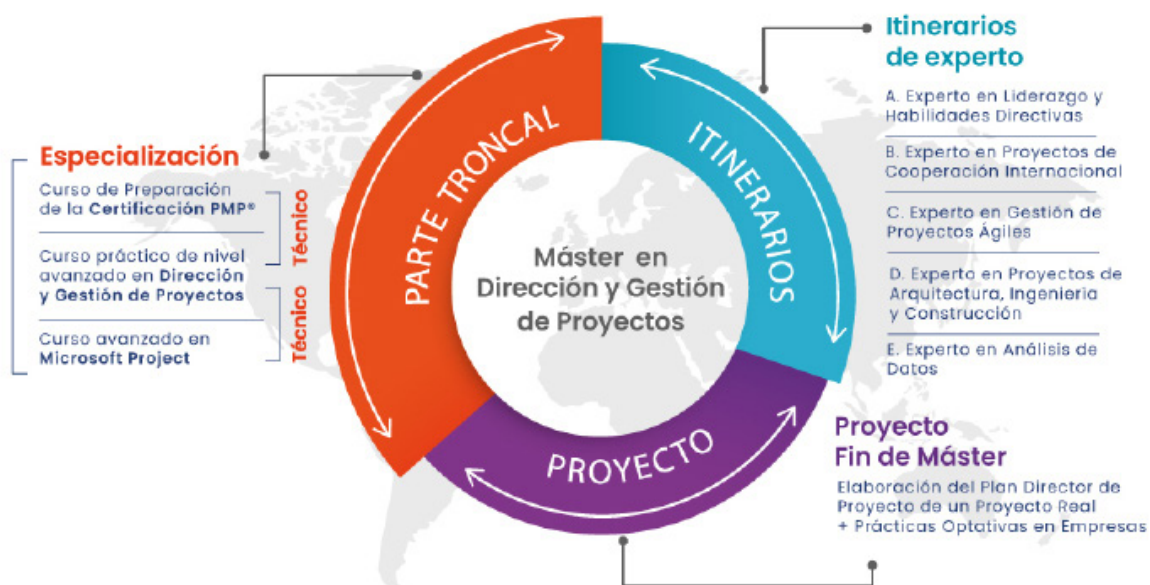 Especialización
Curso de Preparación
de la Certificación PMP®
Curso práctico de nivel
avanzado en Dirección
y Gestión de Proyectos
Curso avanzado en
Microsoft Project
Técnico
Técnico
PARTE TRONCAL
ITINERARIOS
PROYECTO
Máster en
Dirección y Gestión
de Proyectos
Itinerarios
de experto
A. Experto en Liderazgo y
Habilidades Directivas
B. Experto en Proyectos de
Cooperación Internacional
C. Experto en Gestión de
Proyectos Ágiles
D. Experto en Proyectos de
Arquitectura, Ingenieria
y Construcción
E. Experto en Análisis de
Datos
Proyecto
Fin de Máster
Elaboración del Plan Director de
Proyecto de un Proyecto Real
+ Prácticas Optativas en Empresas